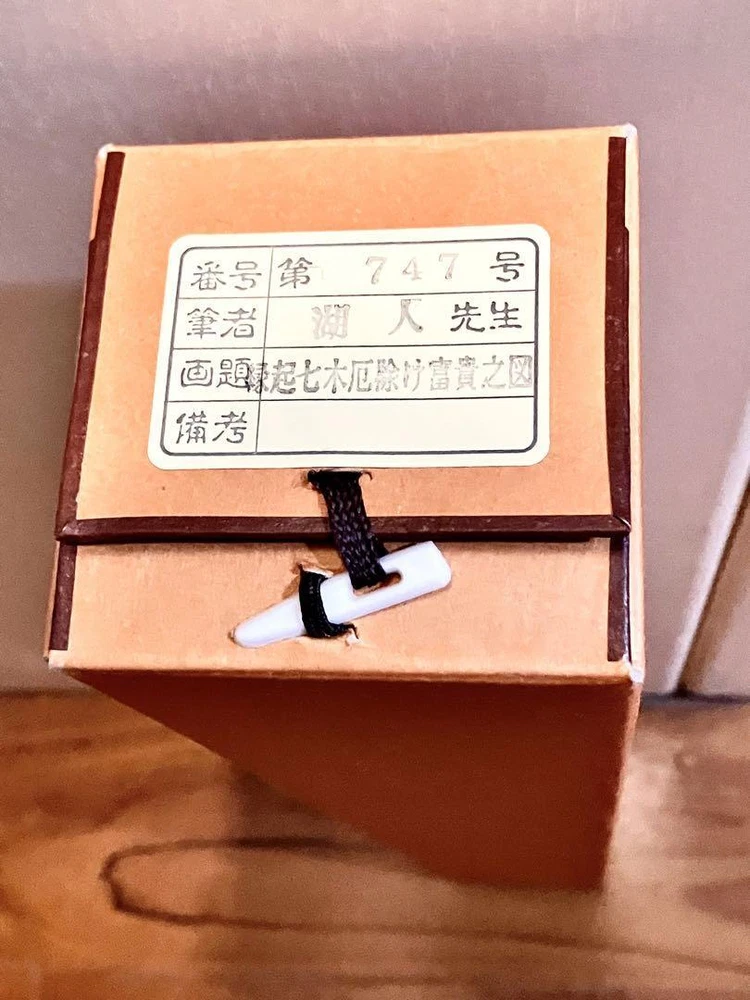 番号 第 747 号
筆者 湖人 先生
画題 縁起七木厄除け富貴之図
備考